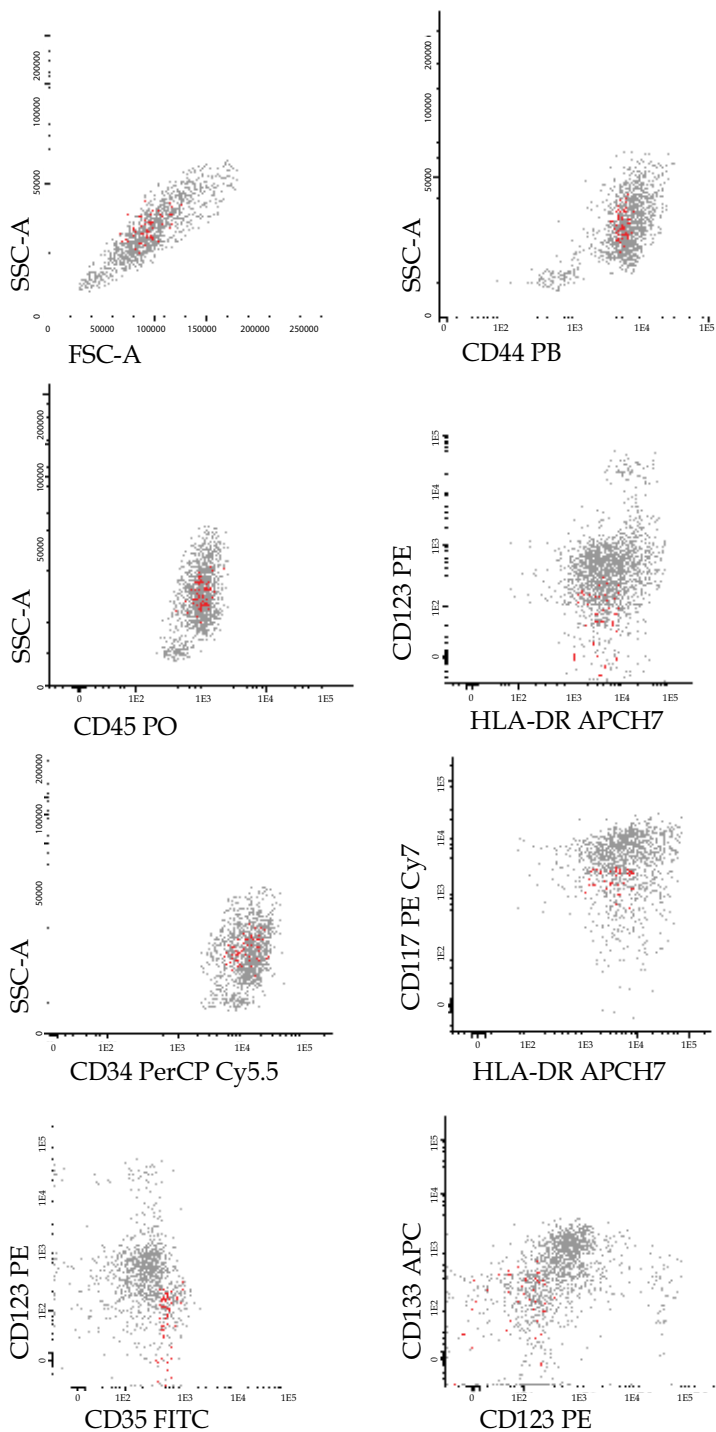 200000
100000
50000
0
SSC-A
50000 100000 150000 200000 250000
FSC-A
200000
100000
50000
0
SSC-A
0 1E2 1E3 1E4 1E5
CD44 PB
200000
100000
50000
0
SSC-A
0 1E2 1E3 1E4 1E5
CD45 PO
1E5
1E4
1E3
1E2
0
CD123 PE
0 1E2 1E3 1E4 1E5
HLA-DR APCH7
200000
100000
50000
0
SSC-A
0 1E2 1E3 1E4 1E5
CD34 PerCP Cy5.5
1E5
1E4
1E3
1E2
0
CD117 PE Cy7
0 1E2 1E3 1E4 1E5
HLA-DR APCH7
1E5
1E4
1E3
1E2
0
CD123 PE
0 1E2 1E3 1E4 1E5
CD35 FITC
1E5
1E4
1E3
1E2
0
CD133 APC
0 1E2 1E3 1E4 1E5
CD123 PE